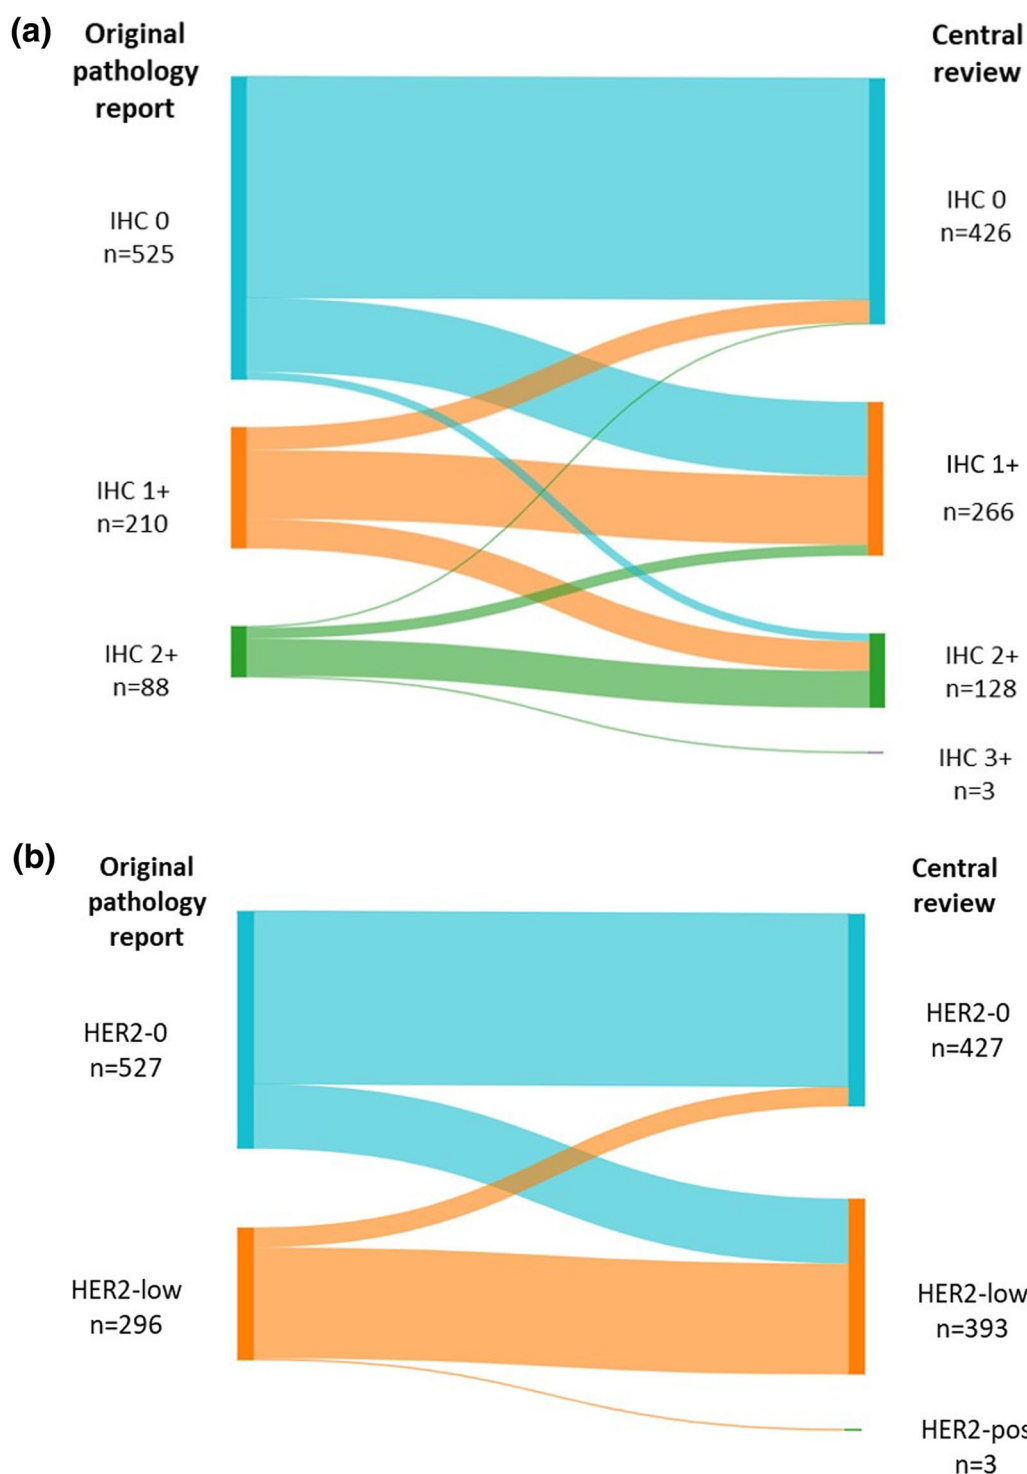 (a)
Original
pathology
report
Central
review
IHC 0
n=525
IHC 0
n=426
IHC 1+
n=210
IHC 1+
n=266
IHC 2+
n=88
IHC 2+
n=128
IHC 3+
n=3
(b)
Original
pathology
report
Central
review
HER2-0
n=527
HER2-0
n=427
HER2-low
n=296
HER2-low
n=393
HER2-pos
n=3